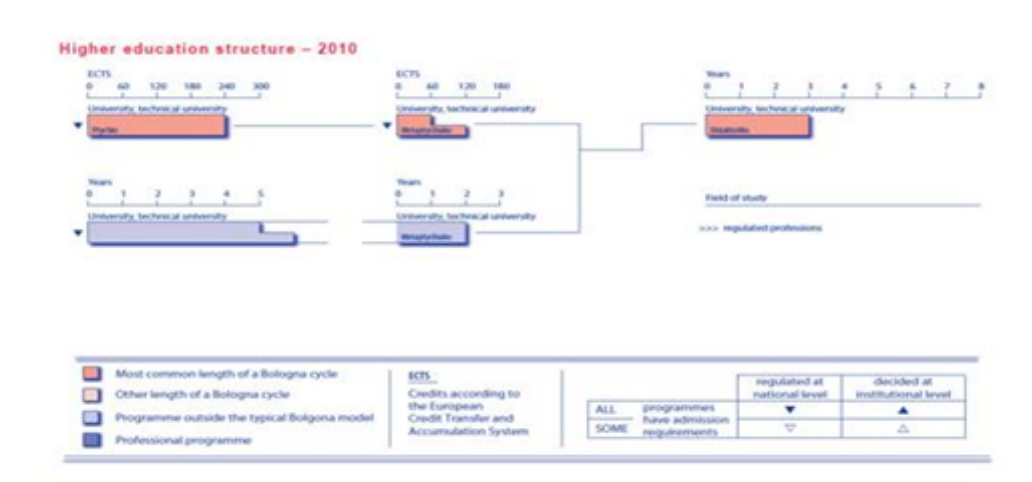 Higher education structure – 2010
ECTS
0 60 120 180 240 300
University, technical university
Ptychio
ECTS
0 60 120 180
University, technical university
Metaptychiako
Years
0 1 2 3 4 5 6 7 8
University, technical university
Didaktoriko
Years
0 1 2 3 4 5
University, technical university
Years
0 1 2 3
University, technical university
Metaptychiako
Field of study
>>> regulated professions
Most common length of a Bologna cycle
Other length of a Bologna cycle
Programme outside the typical Bolgona model
Professional programme
ECTS
Credits according to
the European
Credit Transfer and
Accumulation System
regulated at
national level
decided at
institutional level
ALL
SOME
programmes
have admission
requirements